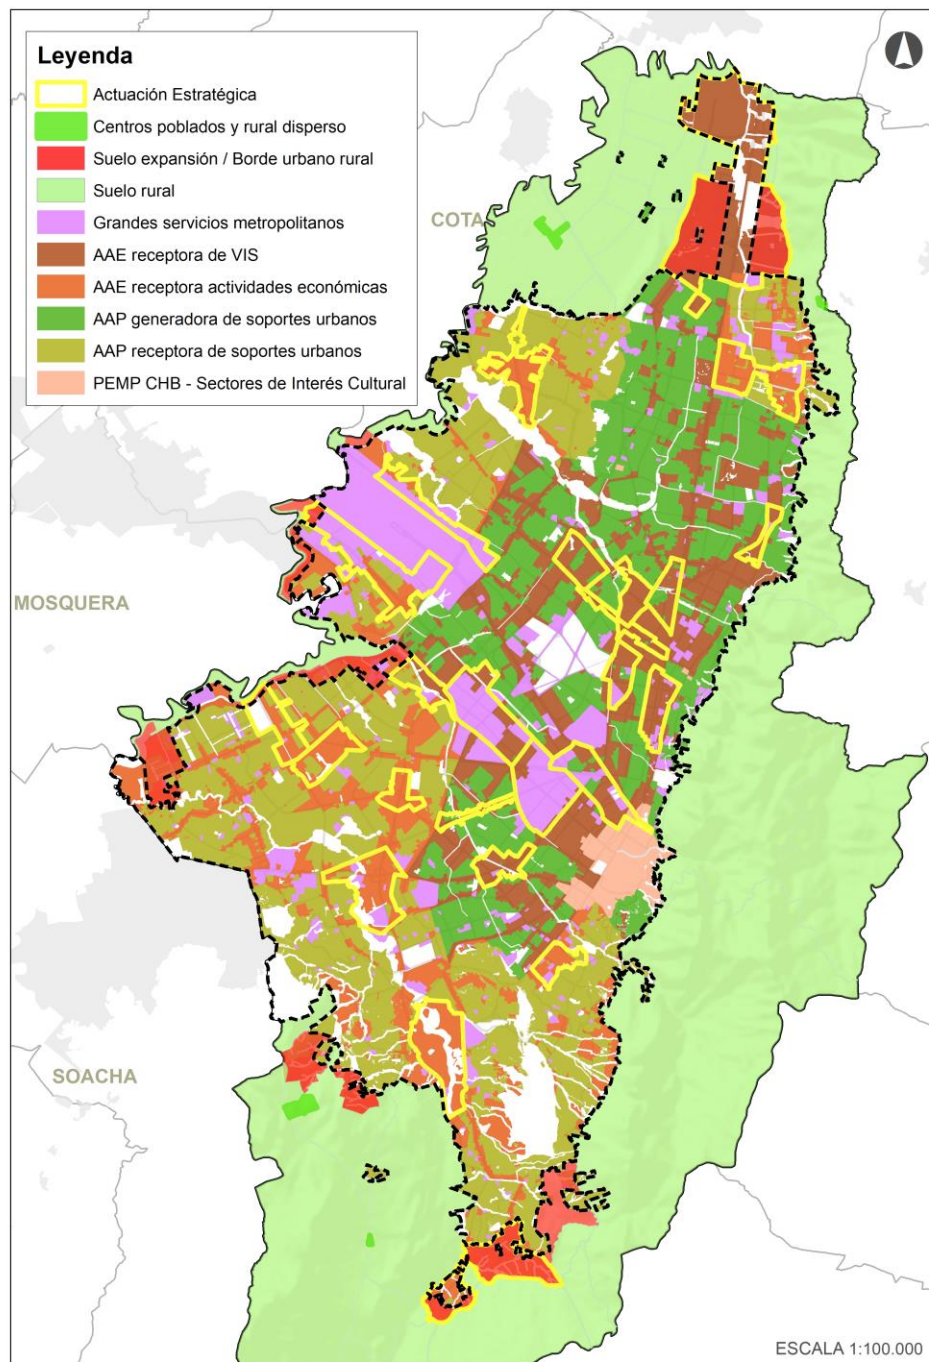 Leyenda
Actuación Estratégica
Centros poblados y rural disperso
Suelo expansión / Borde urbano rural
Suelo rural
Grandes servicios metropolitanos
AAE receptora de VIS
AAE receptora actividades económicas
AAP generadora de soportes urbanos
AAP receptora de soportes urbanos
PEMP CHB - Sectores de Interés Cultural
COTA
MOSQUERA
SOACHA
ESCALA 1:100.000